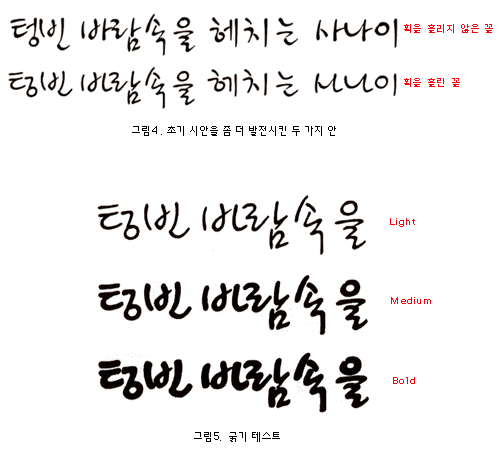 텅빈 바람속을 헤치는 사나이 획을 흘리지 않은 꼴
텅빈 바람속을 헤치는 사나이 획을 흘린 꼴
그림4. 초기 시안을 좀 더 발전시킨 두 가지 안
텅빈 바람속을 Light
텅빈 바람속을 Medium
텅빈 바람속을 Bold
그림5. 굵기 테스트